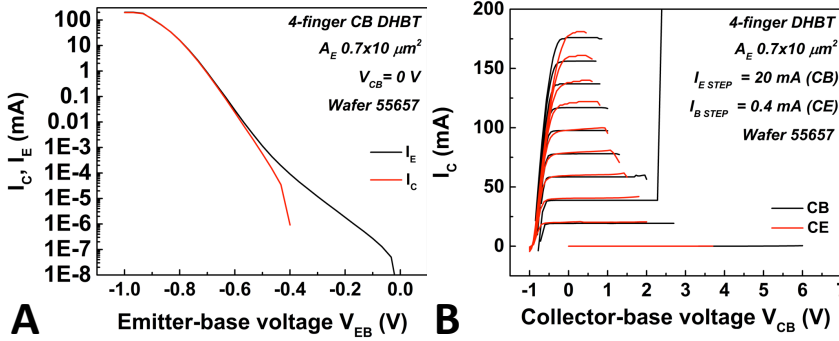 4-finger CB DHBT
A_E 0.7x10 μm²
V_CB = 0 V
Wafer 55657
I_E
I_C
100
10
1
0.1
0.01
1E-3
1E-4
1E-5
1E-6
1E-7
1E-8
I_C, I_E (mA)
-1.0 -0.8 -0.6 -0.4 -0.2 0.0
Emitter-base voltage V_EB (V)
A
4-finger DHBT
A_E 0.7x10 μm²
I_E STEP = 20 mA (CB)
I_B STEP = 0.4 mA (CE)
Wafer 55657
CB
CE
200
150
100
50
0
I_C (mA)
-1 0 1 2 3 4 5 6 7
Collector-base voltage V_CB (V)
B